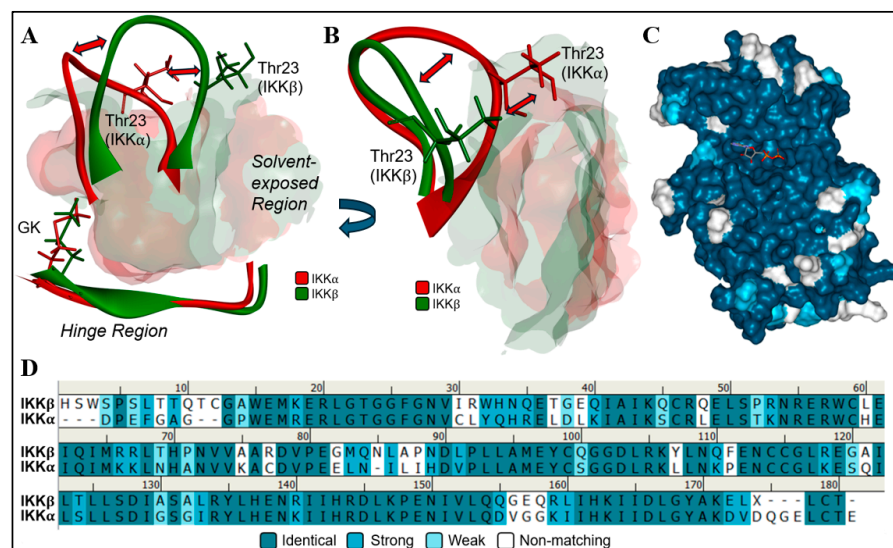 A
Thr23
(IKKβ)
Thr23
(IKKα)
Solvent-
exposed
Region
GK
IKKα
IKKβ
Hinge Region
B
Thr23
(IKKα)
Thr23
(IKKβ)
IKKα
IKKβ
C
D
10 20 30 40 50 60
IKKβ HSWSPSLTTQTCGAWEMKERLGTGGFGNVIRWHNQETGEQIAIKQCRQELSPRNRERWCLE
IKKα ---DPEFGAG-GPWEMRERLGTGGFGNVCLYQHRELDLKIAIKSCRLELSTKNRERWCHE
70 80 90 100 110 120
IKKβ IQIMRRLTHPNVVAARDVPEGMQNLAPNDLPLLAMEYCQGGDLRKYLNQFENCCGLREGAI
IKKα IQIMKKLNHANVVKACDVPEELN-ILIHDVPLLAMEYCSGGDLRKLLNKPENCCGLKESQI
130 140 150 160 170 180
IKKβ LTLLSDIASALRYLHENRIIHRDLKPENIVLQQGEQRLIHKIIDLGYAKELX---LCT-
IKKα LSLLSDIGSGIRYLHENKIIHRDLKPENIVLQDVGGKIIHKIIDLGYAKDVDQGELCT-
Identical Strong Weak Non-matching